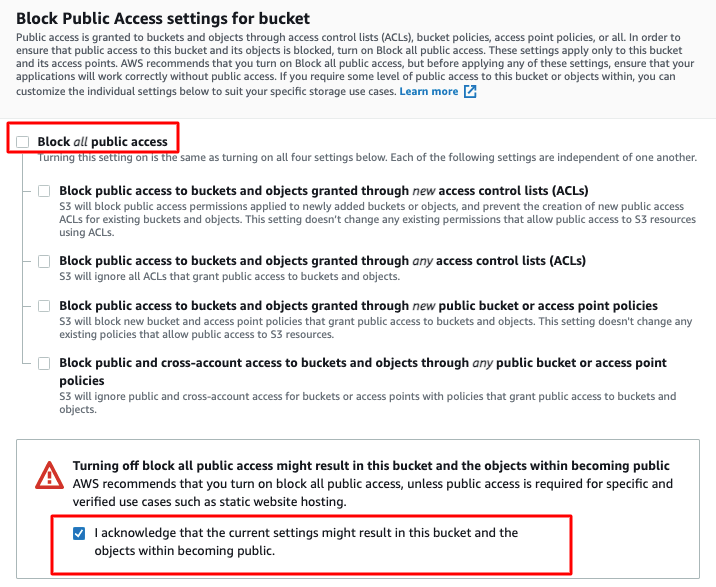 Block Public Access settings for bucket
Public access is granted to buckets and objects through access control lists (ACLs), bucket policies, access point policies, or all. In order to
ensure that public access to this bucket and its objects is blocked, turn on Block all public access. These settings apply only to this bucket
and its access points. AWS recommends that you turn on Block all public access, but before applying any of these settings, ensure that your
applications will work correctly without public access. If you require some level of public access to this bucket or objects within, you can
customize the individual settings below to suit your specific storage use cases. Learn more
Block all public access
Turning this setting on is the same as turning on all four settings below. Each of the following settings are independent of one another.
Block public access to buckets and objects granted through new access control lists (ACLs)
S3 will block public access permissions applied to newly added buckets or objects, and prevent the creation of new public access
ACLs for existing buckets and objects. This setting doesn't change any existing permissions that allow public access to S3 resources
using ACLs.
Block public access to buckets and objects granted through any access control lists (ACLs)
S3 will ignore all ACLs that grant public access to buckets and objects.
Block public access to buckets and objects granted through new public bucket or access point policies
S3 will block new bucket and access point policies that grant public access to buckets and objects. This setting doesn't change any
existing policies that allow public access to S3 resources.
Block public and cross-account access to buckets and objects through any public bucket or access point
policies
S3 will ignore public and cross-account access for buckets or access points with policies that grant public access to buckets and
objects.
Turning off block all public access might result in this bucket and the objects within becoming public
AWS recommends that you turn on block all public access, unless public access is required for specific and
verified use cases such as static website hosting.
I acknowledge that the current settings might result in this bucket and the
objects within becoming public.